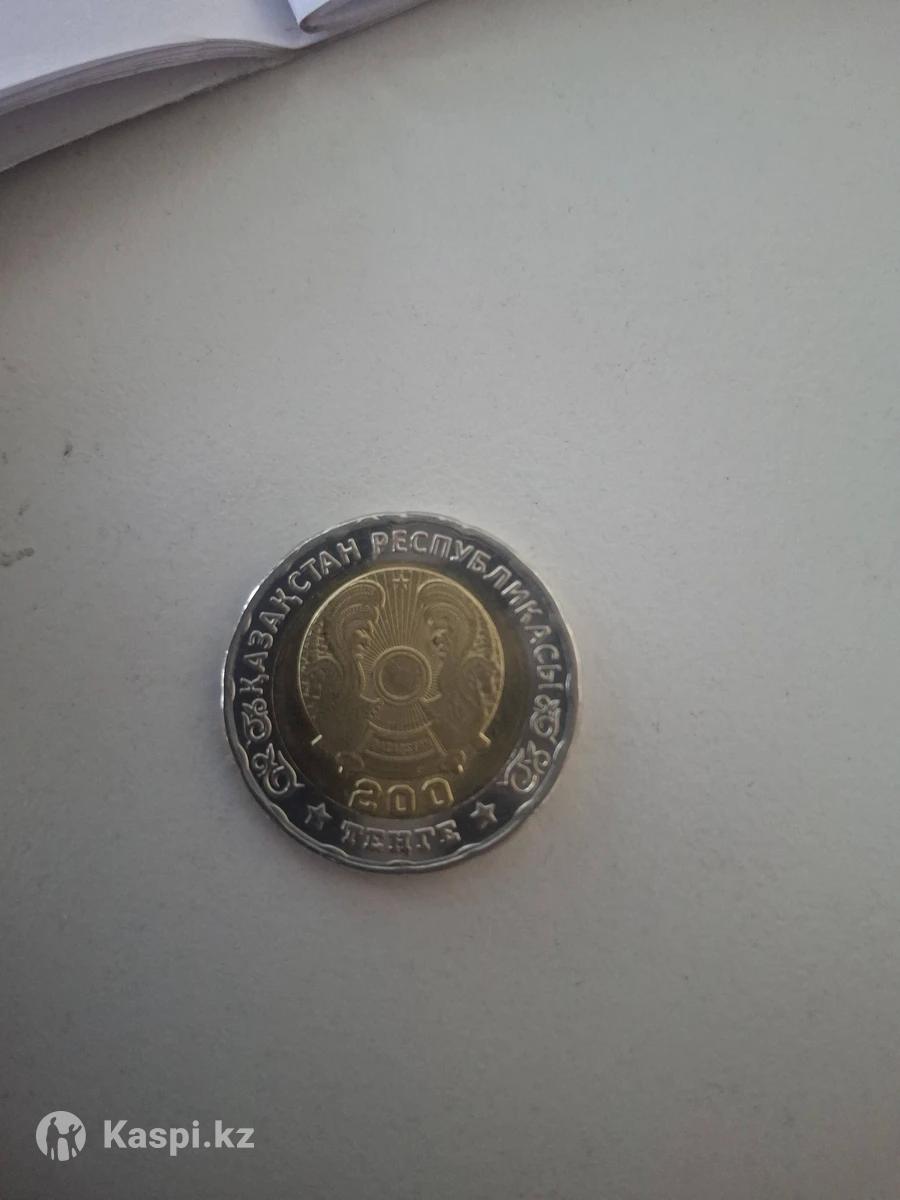 ҚАЗАҚСТАН РЕСПУБЛИКАСЫ
200
ТЕҢГЕ
Kaspi.kz